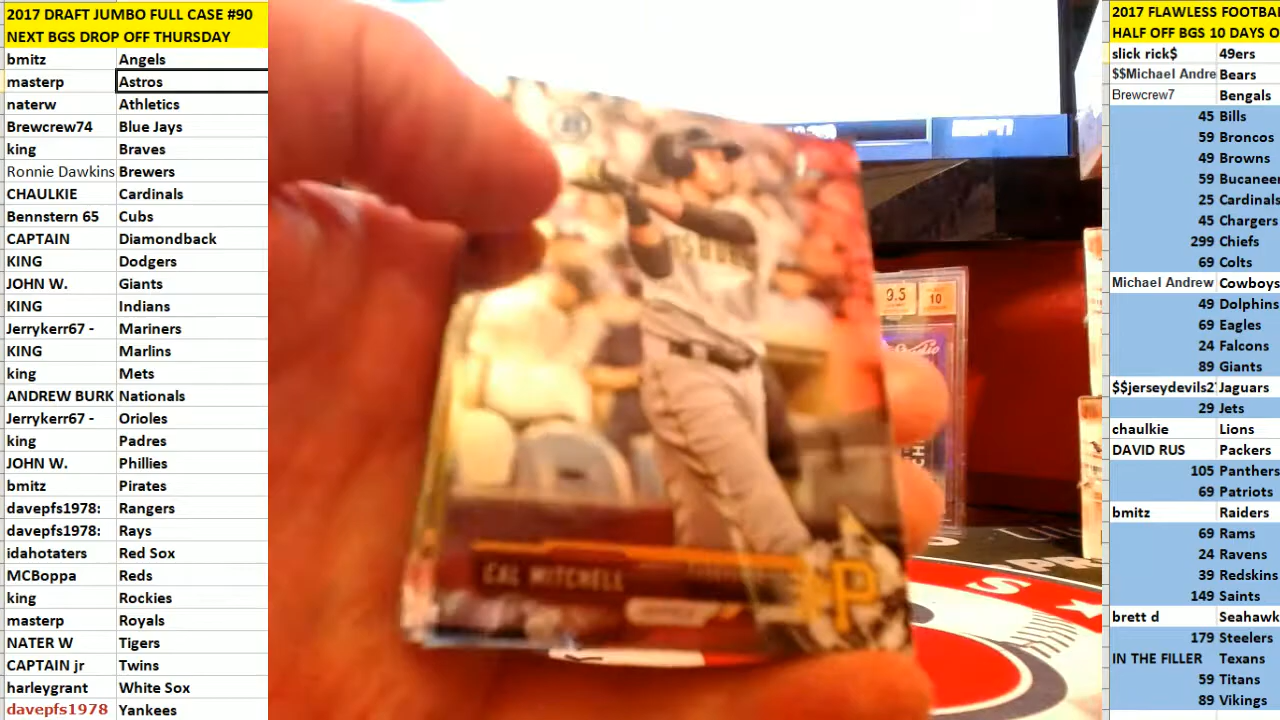 2017 DRAFT JUMBO FULL CASE #90
NEXT BGS DROP OFF THURSDAY
bmitz Angels
masterp Astros
naterw Athletics
Brewcrew74 Blue Jays
king Braves
Ronnie Dawkins Brewers
CHAULKIE Cardinals
Bennstern 65 Cubs
CAPTAIN Diamondback
KING Dodgers
JOHN W. Giants
KING Indians
Jerrykerr67 - Mariners
KING Marlins
king Mets
ANDREW BURK Nationals
Jerrykerr67 - Orioles
king Padres
JOHN W. Phillies
bmitz Pirates
davepfs1978: Rangers
davepfs1978: Rays
idahotaters Red Sox
MCBoppa Reds
king Rockies
masterp Royals
NATER W Tigers
CAPTAIN jr Twins
harleygrant White Sox
davepfs1978 Yankees
ESPN
9.5
10
CAL MITCHELL
P
2017 FLAWLESS FOOTBA
HALF OFF BGS 10 DAYS O
slick rick$ 49ers
$$Michael Andre Bears
Brewcrew7 Bengals
45 Bills
59 Broncos
49 Browns
59 Bucaneer
25 Cardinals
45 Chargers
299 Chiefs
69 Colts
Michael Andrew Cowboys
49 Dolphins
69 Eagles
24 Falcons
89 Giants
$$jerseydevils2 Jaguars
29 Jets
chaulkie Lions
DAVID RUS Packers
105 Panthers
69 Patriots
bmitz Raiders
69 Rams
24 Ravens
39 Redskins
149 Saints
brett d Seahawk
179 Steelers
IN THE FILLER Texans
59 Titans
89 Vikings